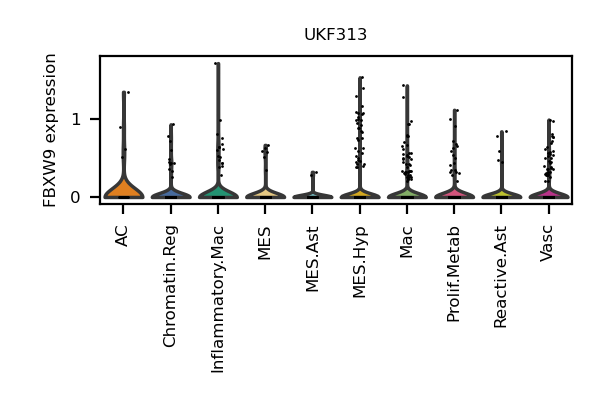 UKF313
FBXW9 expression
1
0
AC
Chromatin.Reg
Inflammatory.Mac
MES
MES.Ast
MES.Hyp
Mac
Prolif.Metab
Reactive.Ast
Vasc